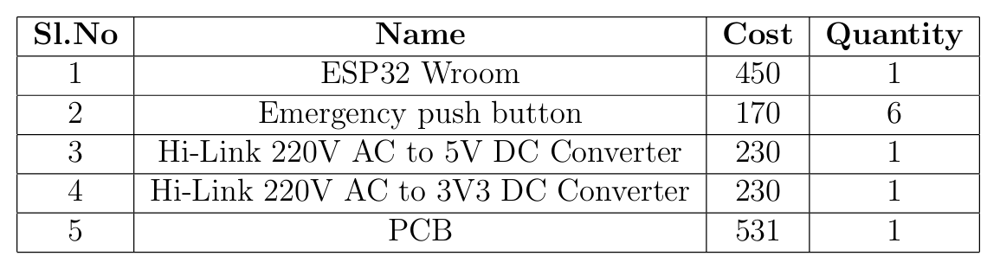 Sl.No Name Cost Quantity
1 ESP32 Wroom 450 1
2 Emergency push button 170 6
3 Hi-Link 220V AC to 5V DC Converter 230 1
4 Hi-Link 220V AC to 3V3 DC Converter 230 1
5 PCB 531 1